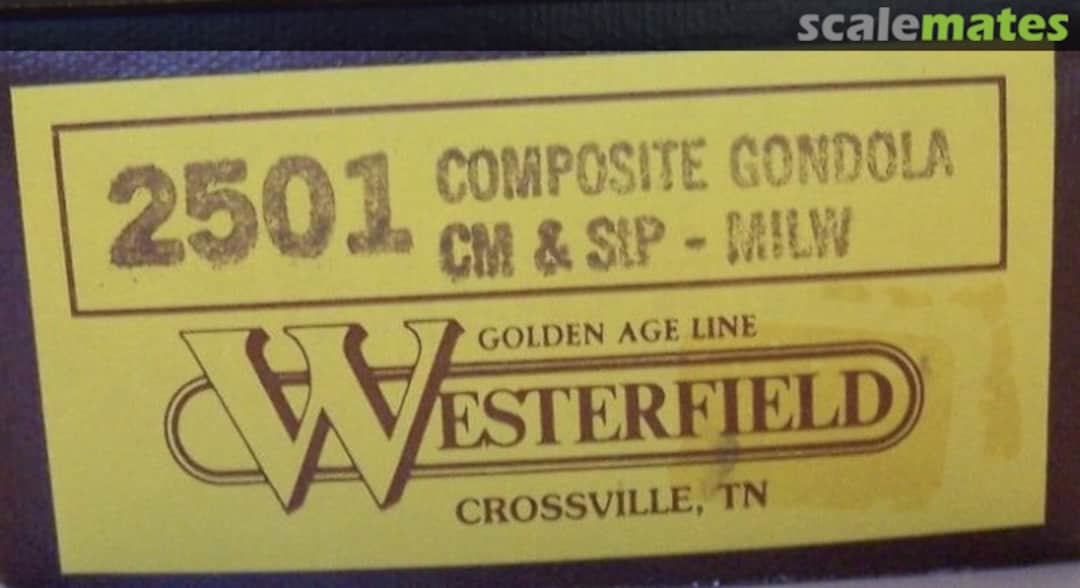 scalemates
2501 COMPOSITE GONDOLA
CM & StP - MILW
GOLDEN AGE LINE
WESTERFIELD
CROSSVILLE, TN